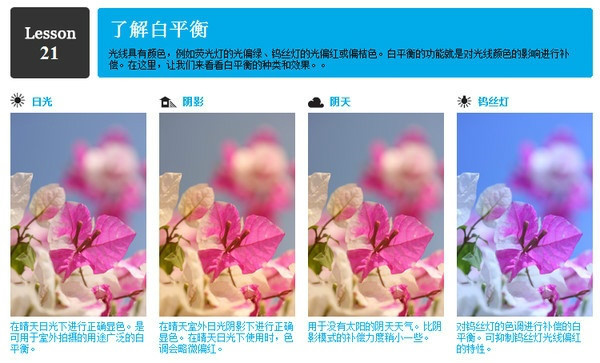 Lesson
21
了解白平衡
光线具有颜色，例如荧光灯的光偏绿、钨丝灯的光偏红或偏桔色。白平衡的功能就是对光线颜色的影响进行补
偿。在这里，让我们来看看白平衡的种类和效果。。
日光
阴影
阴天
钨丝灯
在晴天日光下进行正确显色。是
可用于室外拍摄的用途广泛的白
平衡。
在晴天室外日光阴影下进行正确
显色。在晴天日光下使用时，色
调会略微偏红。
用于没有太阳的阴天天气。比阴
影模式的补偿力度稍小一些。
对钨丝灯的色调进行补偿的白
平衡。可抑制钨丝灯光线偏红
的特性。